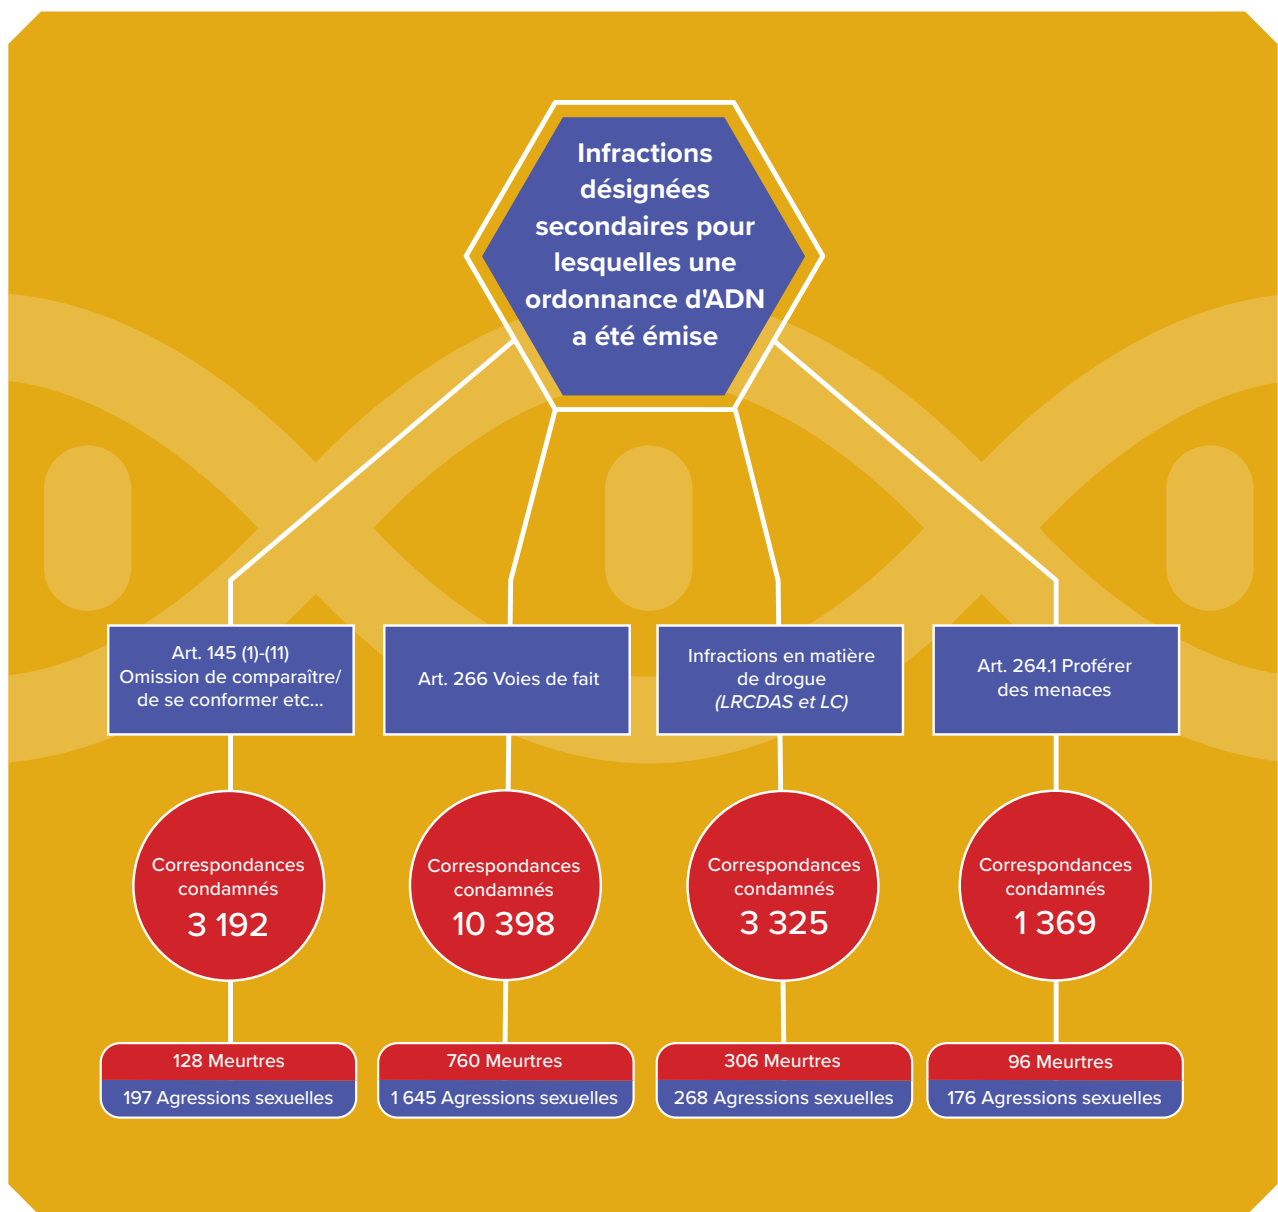 Infractions
désignées
secondaires pour
lesquelles une
ordonnance d'ADN
a été émise
Art. 145 (1)-(11)
Omission de comparaître/
de se conformer etc...
Art. 266 Voies de fait
Infractions en matière
de drogue
(LRCDAS et LC)
Art. 264.1 Proférer
des menaces
Correspondances
condamnés
3 192
Correspondances
condamnés
10 398
Correspondances
condamnés
3 325
Correspondances
condamnés
1 369
128 Meurtres
197 Agressions sexuelles
760 Meurtres
1 645 Agressions sexuelles
306 Meurtres
268 Agressions sexuelles
96 Meurtres
176 Agressions sexuelles